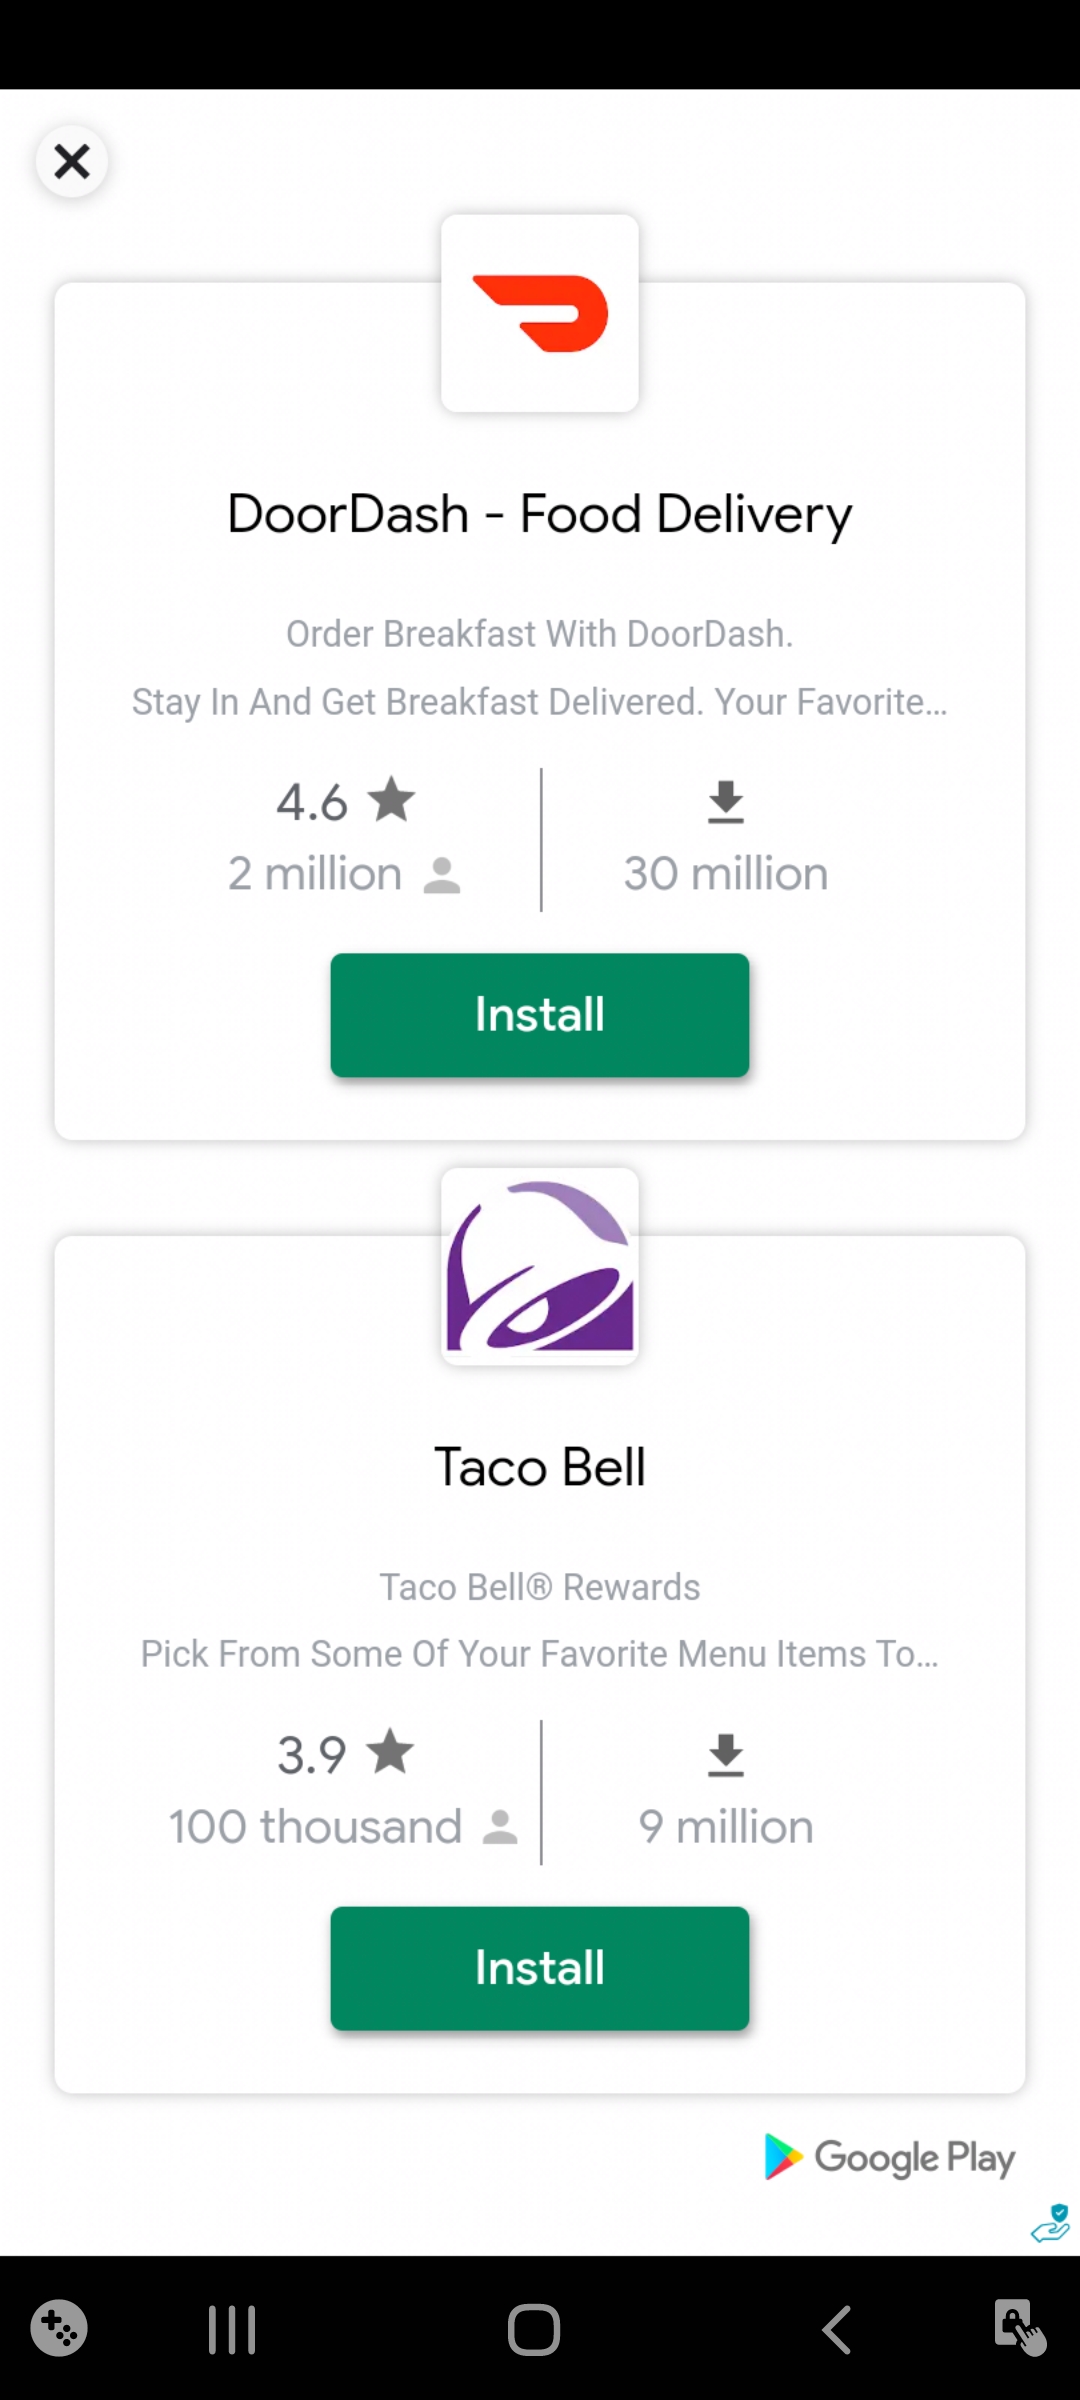 DoorDash - Food Delivery
Order Breakfast With DoorDash.
Stay In And Get Breakfast Delivered. Your Favorite...
4.6
2 million
30 million
Install
Taco Bell
Taco Bell® Rewards
Pick From Some Of Your Favorite Menu Items To...
3.9
100 thousand
9 million
Install
Google Play